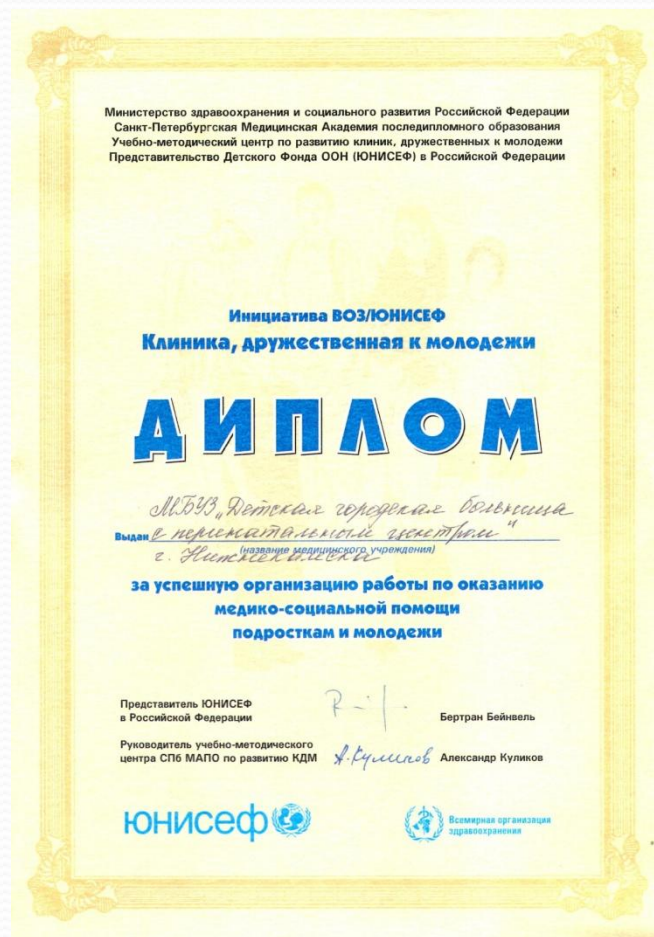 Министерство здравоохранения и социального развития Российской Федерации
Санкт-Петербургская Медицинская Академия последипломного образования
Учебно-методический центр по развитию клиник, дружественных к молодежи
Представительство Детского Фонда ООН (ЮНИСЕФ) в Российской Федерации
Инициатива ВОЗ/ЮНИСЕФ
Клиника, дружественная к молодежи
ДИПЛОМ
МБУЗ „Детская городская больница
Выдан с перинатальным центром"
(название медицинского учреждения)
г. Нижнекамска
за успешную организацию работы по оказанию
медико-социальной помощи
подросткам и молодежи
Представитель ЮНИСЕФ
в Российской Федерации
Бертран Бейнвель
Руководитель учебно-методического
центра СПб МАПО по развитию КДМ А.Куликов Александр Куликов
юнисеф
Всемирная организация
здравоохранения